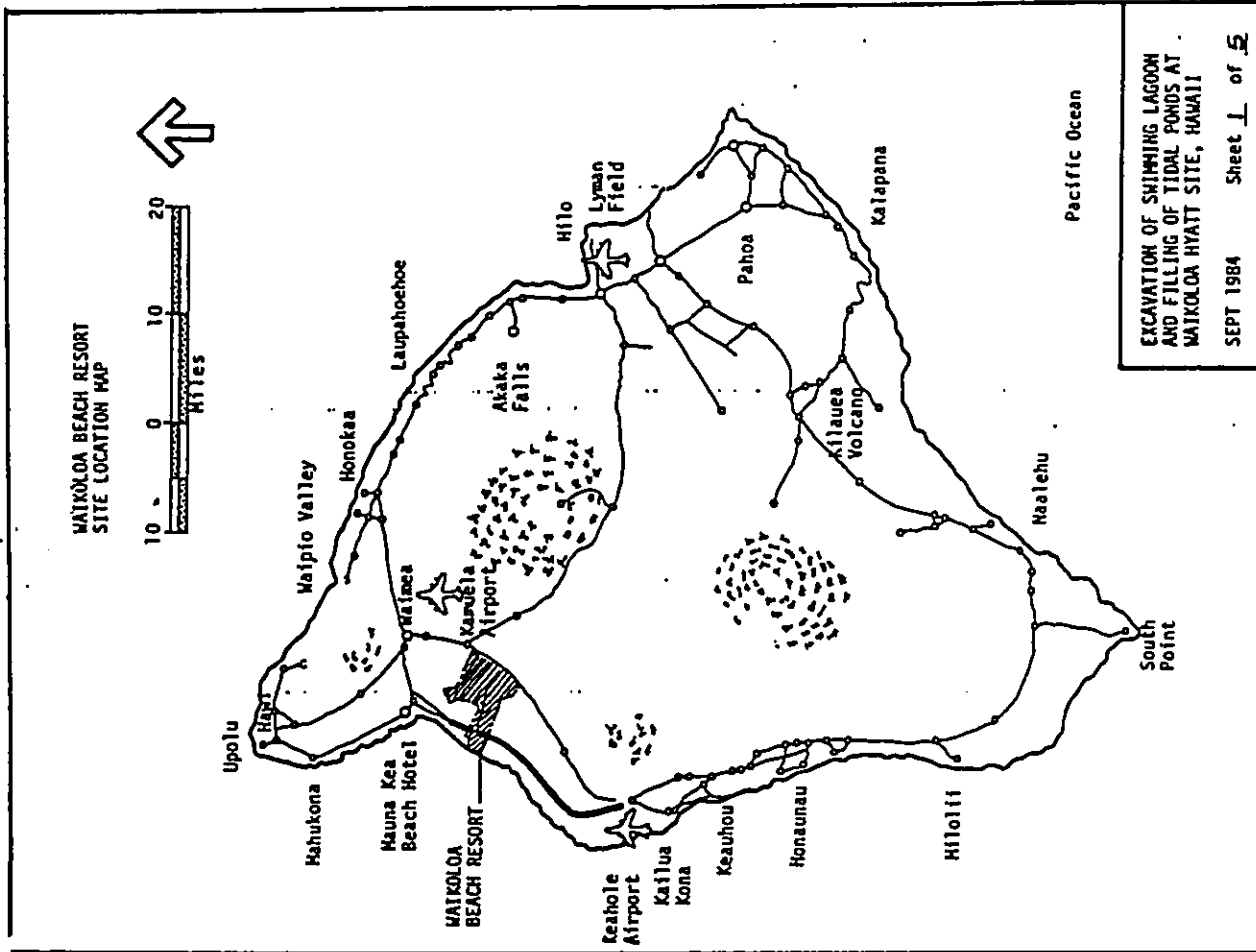 WAIKOLOA BEACH RESORT
SITE LOCATION MAP
10 0 10 20
Miles
Upolu
Hawi
Mahukona
Waipio Valley
Honokaa
Laupahoehoe
Mauna Kea
Beach Hotel
Waimea
Kamuela
Airport
WAIKOLOA
BEACH RESORT
Akaka
Falls
Hilo
Lyman
Field
Keahole
Airport
Kailua
Kona
Keauhou
Honaunau
Pahoa
Kilauea
Volcano
Kalapana
Milolii
Naalehu
South
Point
Pacific Ocean
EXCAVATION OF SWIMMING LAGOON
AND FILLING OF TIDAL PONDS AT
WAIKOLOA HYATT SITE, HAWAII
SEPT 1984 Sheet 1 of 5